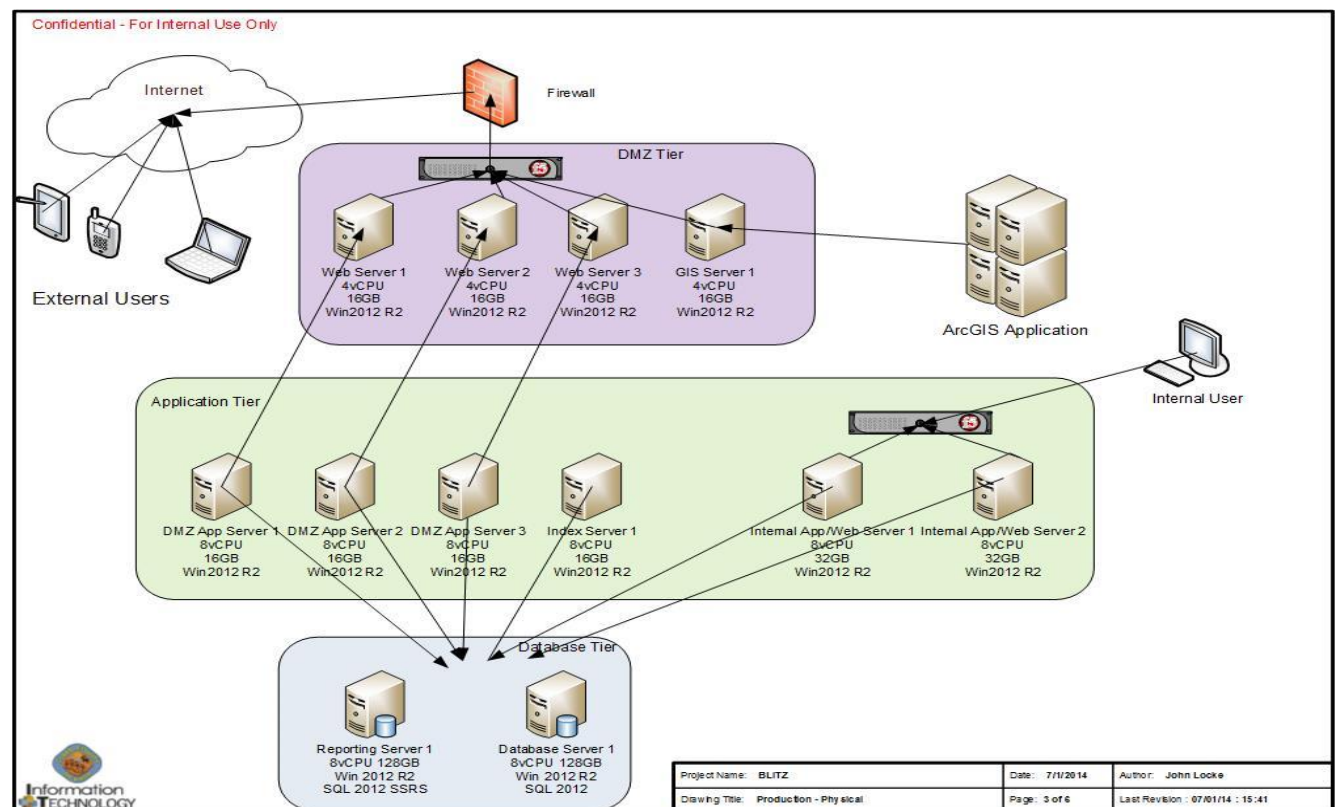 Confidential - For Internal Use Only
Internet
Firewall
External Users
DMZ Tier
Web Server 1
4vCPU
16GB
Win2012 R2
Web Server 2
4vCPU
16GB
Win2012 R2
Web Server 3
4vCPU
16GB
Win2012 R2
GIS Server 1
4vCPU
16GB
Win2012 R2
ArcGIS Application
Internal User
Application Tier
DMZ App Server 1
8vCPU
16GB
Win2012 R2
DMZ App Server 2
8vCPU
16GB
Win2012 R2
DMZ App Server 3
8vCPU
16GB
Win2012 R2
Index Server 1
8vCPU
16GB
Win2012 R2
Internal App/Web Server 1
8vCPU
32GB
Win2012 R2
Internal App/Web Server 2
8vCPU
32GB
Win2012 R2
Database Tier
Reporting Server 1
8vCPU 128GB
Win 2012 R2
SQL 2012 SSRS
Database Server 1
8vCPU 128GB
Win 2012 R2
SQL 2012
Information
TECHNOLOGY
Project Name: BLITZ
Date: 7/1/2014
Author: John Locke
Drawing Title: Production - Physical
Page: 3 of 6
Last Revision : 07/01/14 : 15:41